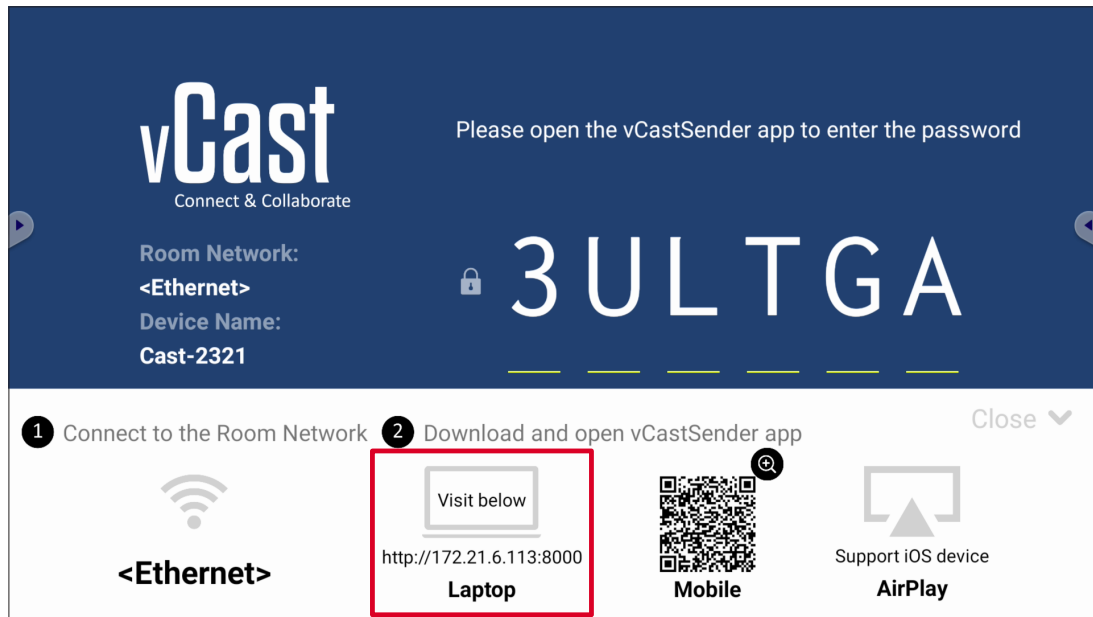 vCast
Connect & Collaborate
Please open the vCastSender app to enter the password
Room Network:
<Ethernet>
Device Name:
Cast-2321
3ULTGA
Close
1 Connect to the Room Network
2 Download and open vCastSender app
<Ethernet>
Visit below
http://172.21.6.113:8000
Laptop
Mobile
Support iOS device
AirPlay